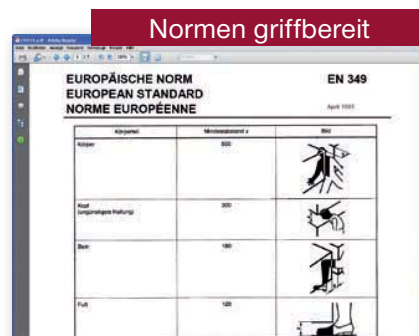 Normen griffbereit
EUROPÄISCHE NORM
EN 349
EUROPEAN STANDARD
NORME EUROPÉENNE
April 1993
Körperteil Mindestabstand a Bild
Körper 500
Kopf 300
(ungünstigste Haltung)
Bein 180
Fuß 120